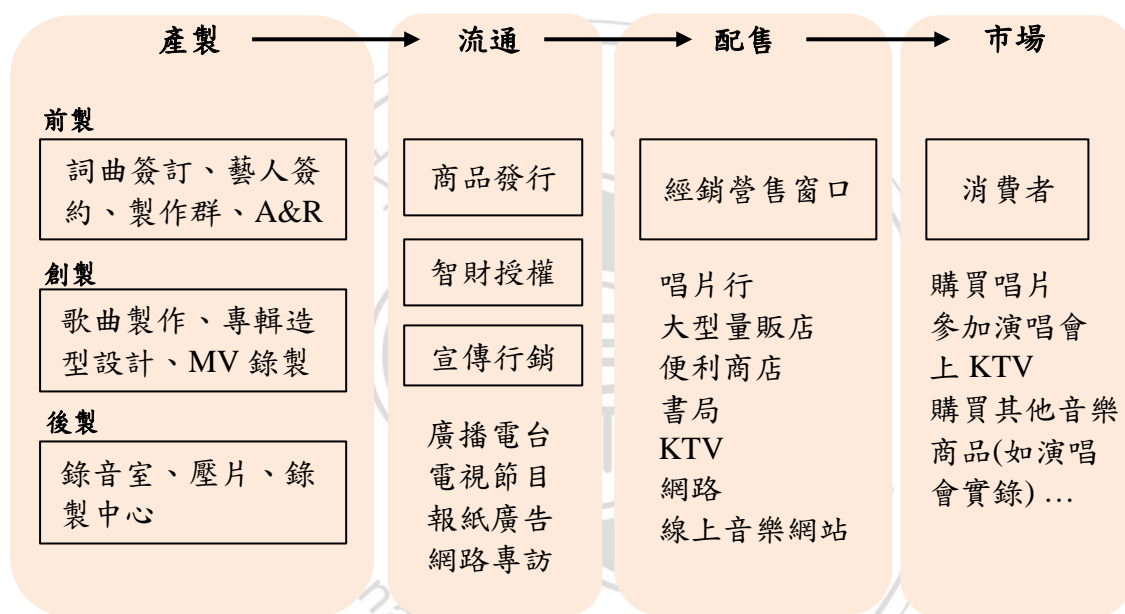 產製
前製
詞曲簽訂、藝人簽
約、製作群、A&R
創製
歌曲製作、專輯造
型設計、MV 錄製
後製
錄音室、壓片、錄
製中心
流通
商品發行
智財授權
宣傳行銷
廣播電台
電視節目
報紙廣告
網路專訪
配售
經銷營售窗口
唱片行
大型量販店
便利商店
書局
KTV
網路
線上音樂網站
市場
消費者
購買唱片
參加演唱會
上 KTV
購買其他音樂
商品(如演唱
會實錄) …